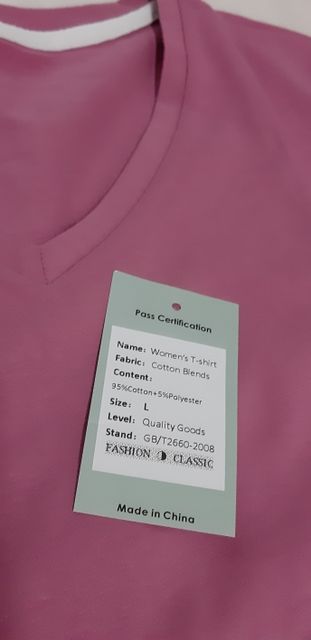 Pass Certification
Name: Women's T-shirt
Fabric: Cotton Blends
Content:
95%Cotton+5%Polyester
Size: L
Level: Quality Goods
Stand: GB/T2660-2008
FASHION CLASSIC
Made in China